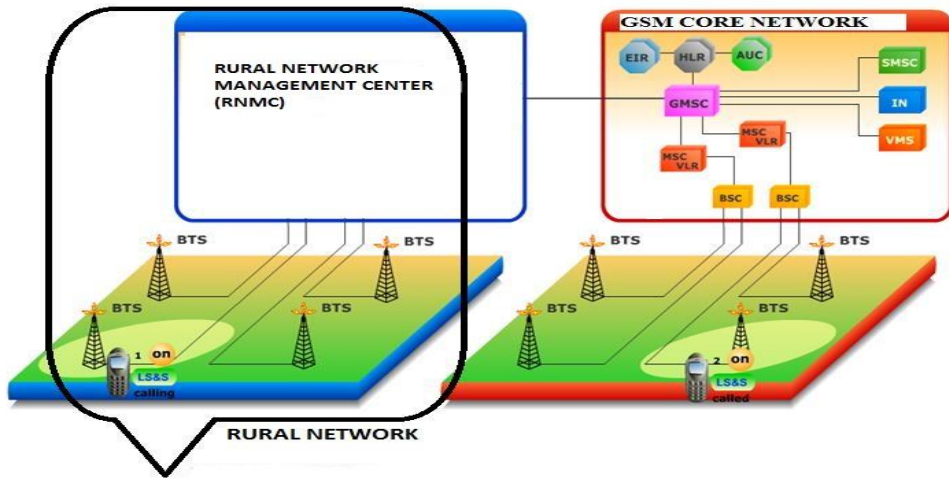 RURAL NETWORK
MANAGEMENT CENTER
(RNMC)
GSM CORE NETWORK
EIR
HLR
AUC
SMSC
GMSC
IN
MSC
VLR
VMS
MSC
VLR
BSC
BSC
BTS
BTS
BTS
BTS
1
on
LS&S
calling
BTS
BTS
BTS
BTS
2
on
LS&S
called
RURAL NETWORK